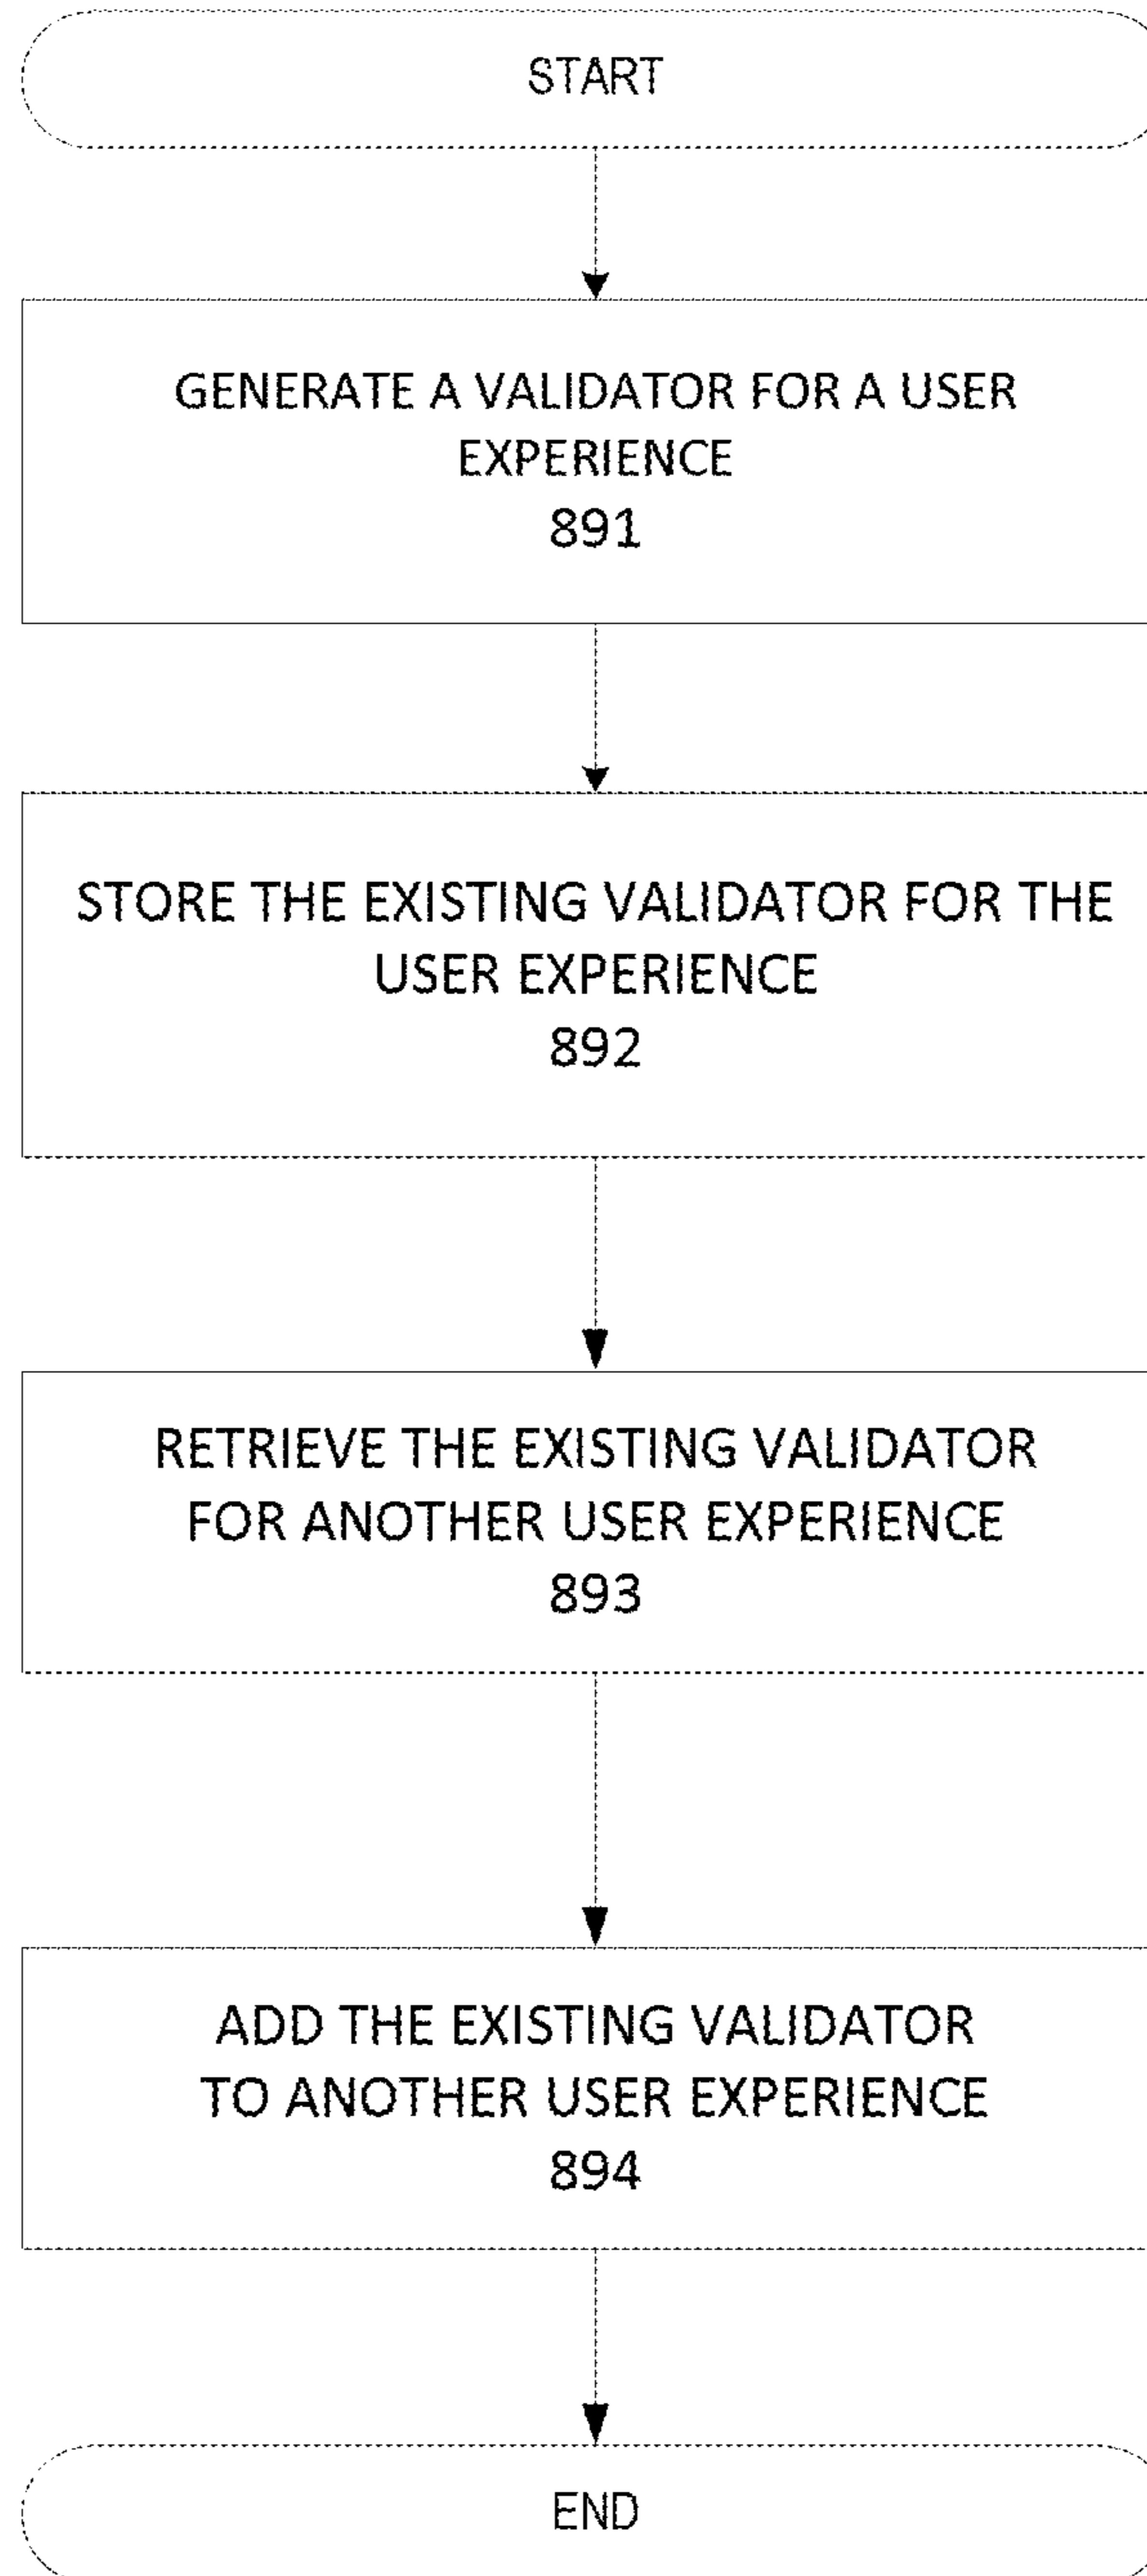 START
GENERATE A VALIDATOR FOR A USER
EXPERIENCE
891
STORE THE EXISTING VALIDATOR FOR THE
USER EXPERIENCE
892
RETRIEVE THE EXISTING VALIDATOR
FOR ANOTHER USER EXPERIENCE
893
ADD THE EXISTING VALIDATOR
TO ANOTHER USER EXPERIENCE
894
END